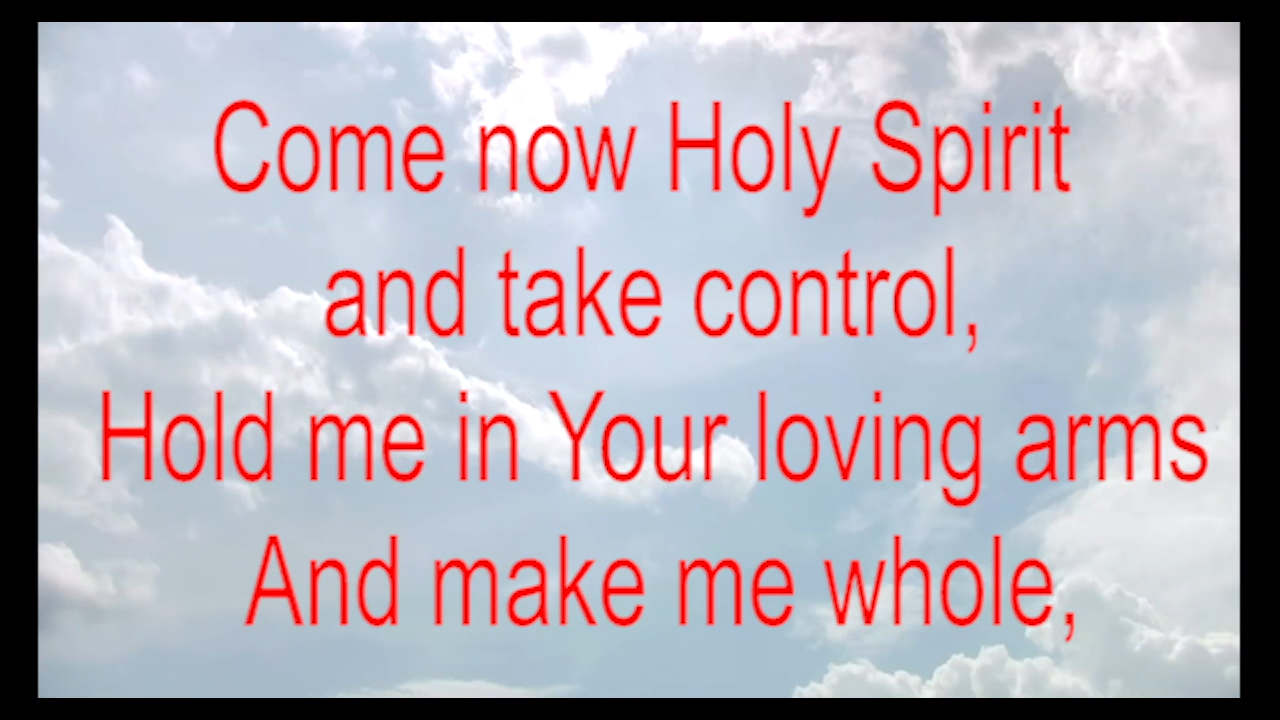 Come now Holy Spirit
and take control,
Hold me in Your loving arms
And make me whole,